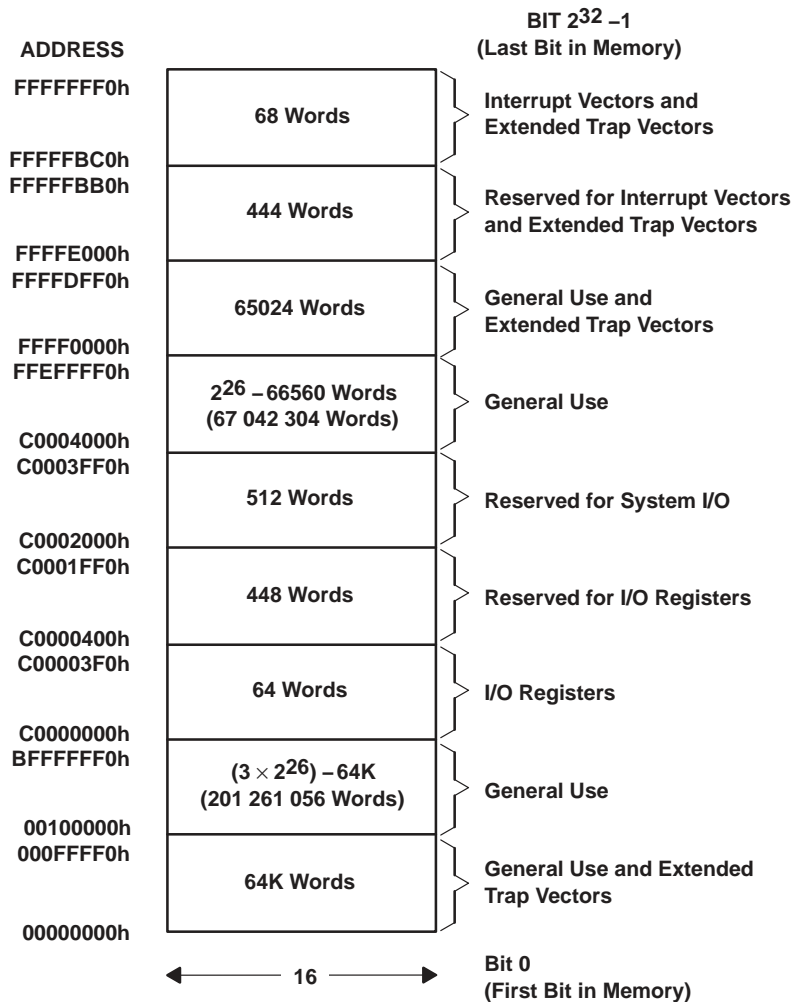 BIT 2³² –1
(Last Bit in Memory)
ADDRESS
FFFFFFF0h
68 Words
Interrupt Vectors and
Extended Trap Vectors
FFFFFBC0h
FFFFFBB0h
444 Words
Reserved for Interrupt Vectors
and Extended Trap Vectors
FFFFE000h
FFFFDFF0h
65024 Words
General Use and
Extended Trap Vectors
FFFF0000h
FFEFFFF0h
2²⁶ – 66560 Words
(67 042 304 Words)
General Use
C0004000h
C0003FF0h
512 Words
Reserved for System I/O
C0002000h
C0001FF0h
448 Words
Reserved for I/O Registers
C0000400h
C00003F0h
64 Words
I/O Registers
C0000000h
BFFFFFF0h
(3 × 2²⁶) – 64K
(201 261 056 Words)
General Use
00100000h
000FFFF0h
64K Words
General Use and Extended
Trap Vectors
00000000h
16
Bit 0
(First Bit in Memory)